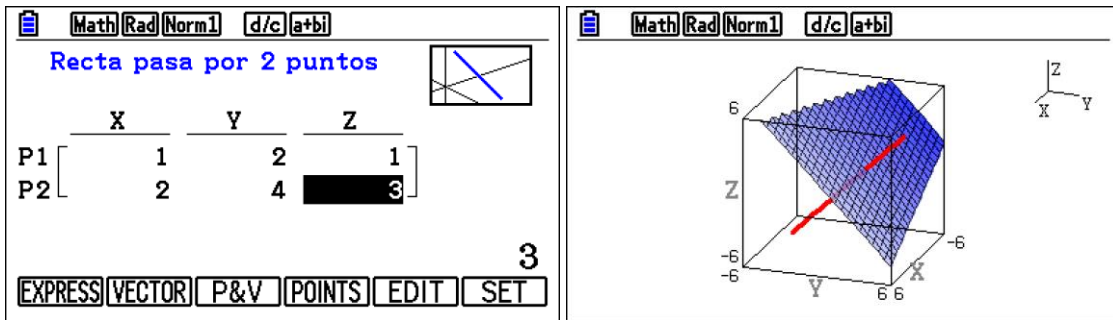 Math Rad Norm1 d/c a+bi
Recta pasa por 2 puntos
X Y Z
P1 1 2 1
P2 2 4 3
3
EXPRESS VECTOR P&V POINTS EDIT SET
Math Rad Norm1 d/c a+bi
Z
X Y
6
Z
-6
-6
Y
6 6
X
-6